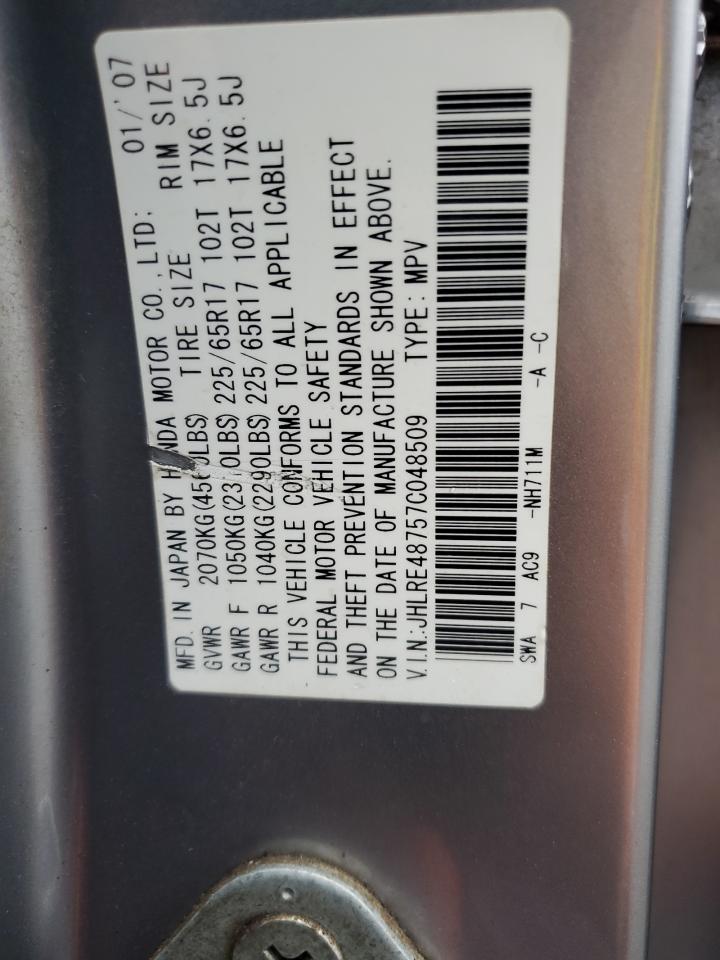 MFD. IN JAPAN BY HONDA MOTOR CO., LTD: 01/'07
GVWR 2070KG( LBS) TIRE SIZE RIM SIZE
GAWR F 1050KG( LBS) 225/65R17 102T 17X6.5J
GAWR R 1040KG(2290LBS) 225/65R17 102T 17X6.5J
THIS VEHICLE CONFORMS TO ALL APPLICABLE
FEDERAL MOTOR VEHICLE SAFETY
AND THEFT PREVENTION STANDARDS IN EFFECT
ON THE DATE OF MANUFACTURE SHOWN ABOVE.
V.I.N.:JHLRE48757C048509 TYPE: MPV
SWA 7 AC9 -NH711M -A -C